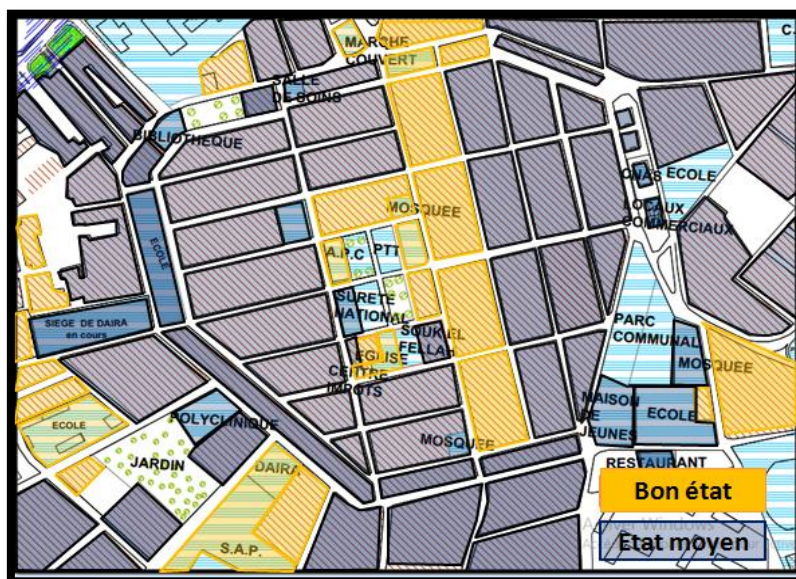 MARCHE
COUVERT
C.
SALLE
DE SOINS
BIBLIOTHEQUE
CNAS
ECOLE
MOSQUEE
LOCAUX
COMMERCIAUX
ECOLE
A.P.C
PTT
SURETE
NATIONAL
SIEGE DE DAIRA
en cours
SOUK EL
FELLAH
PARC
COMMUNAL
EGLISE
CENTRE
IMPOTS
MOSQUEE
MAISON
DE
JEUNES
ECOLE
ECOLE
POLYCLINIQUE
MOSQUEE
JARDIN
DAIRA
RESTAURANT
Bon état
S.A.P.
Etat moyen